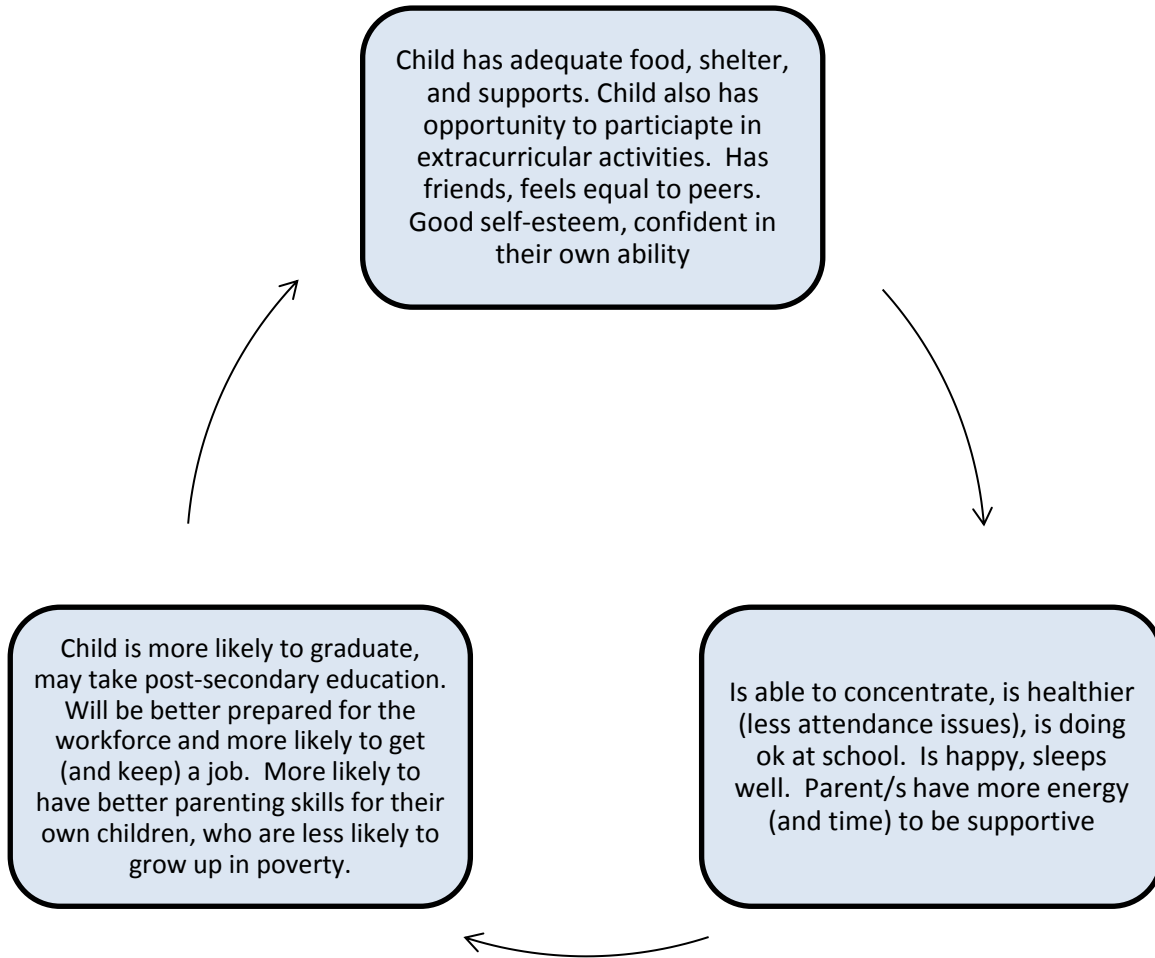 Child has adequate food, shelter,
and supports. Child also has
opportunity to particiapte in
extracurricular activities.  Has
friends, feels equal to peers.
Good self-esteem, confident in
their own ability
Is able to concentrate, is healthier
(less attendance issues), is doing
ok at school.  Is happy, sleeps
well.  Parent/s have more energy
(and time) to be supportive
Child is more likely to graduate,
may take post-secondary education.
Will be better prepared for the
workforce and more likely to get
(and keep) a job.  More likely to
have better parenting skills for their
own children, who are less likely to
grow up in poverty.